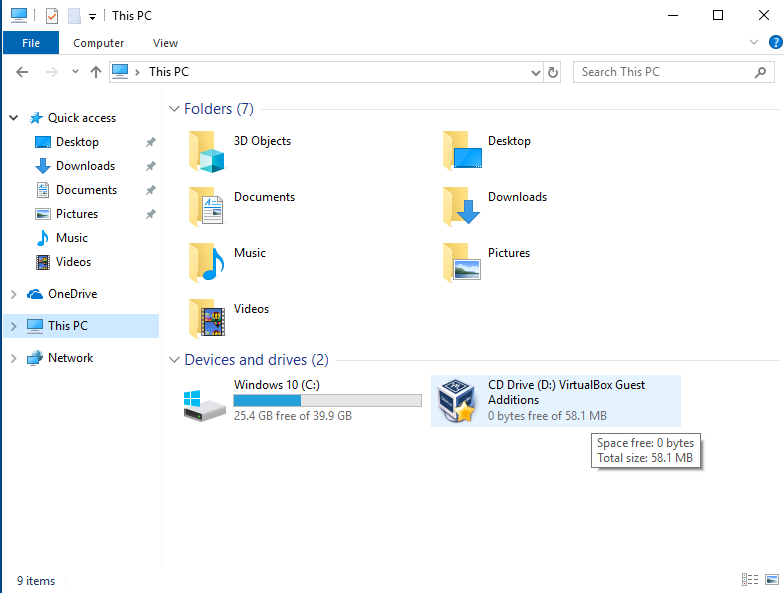 This PC
File
Computer
View
This PC
Search This PC
Quick access
Desktop
Downloads
Documents
Pictures
Music
Videos
OneDrive
This PC
Network
Folders (7)
3D Objects
Desktop
Documents
Downloads
Music
Pictures
Videos
Devices and drives (2)
Windows 10 (C:)
25.4 GB free of 39.9 GB
CD Drive (D:) VirtualBox Guest
Additions
0 bytes free of 58.1 MB
Space free: 0 bytes
Total size: 58.1 MB
9 items